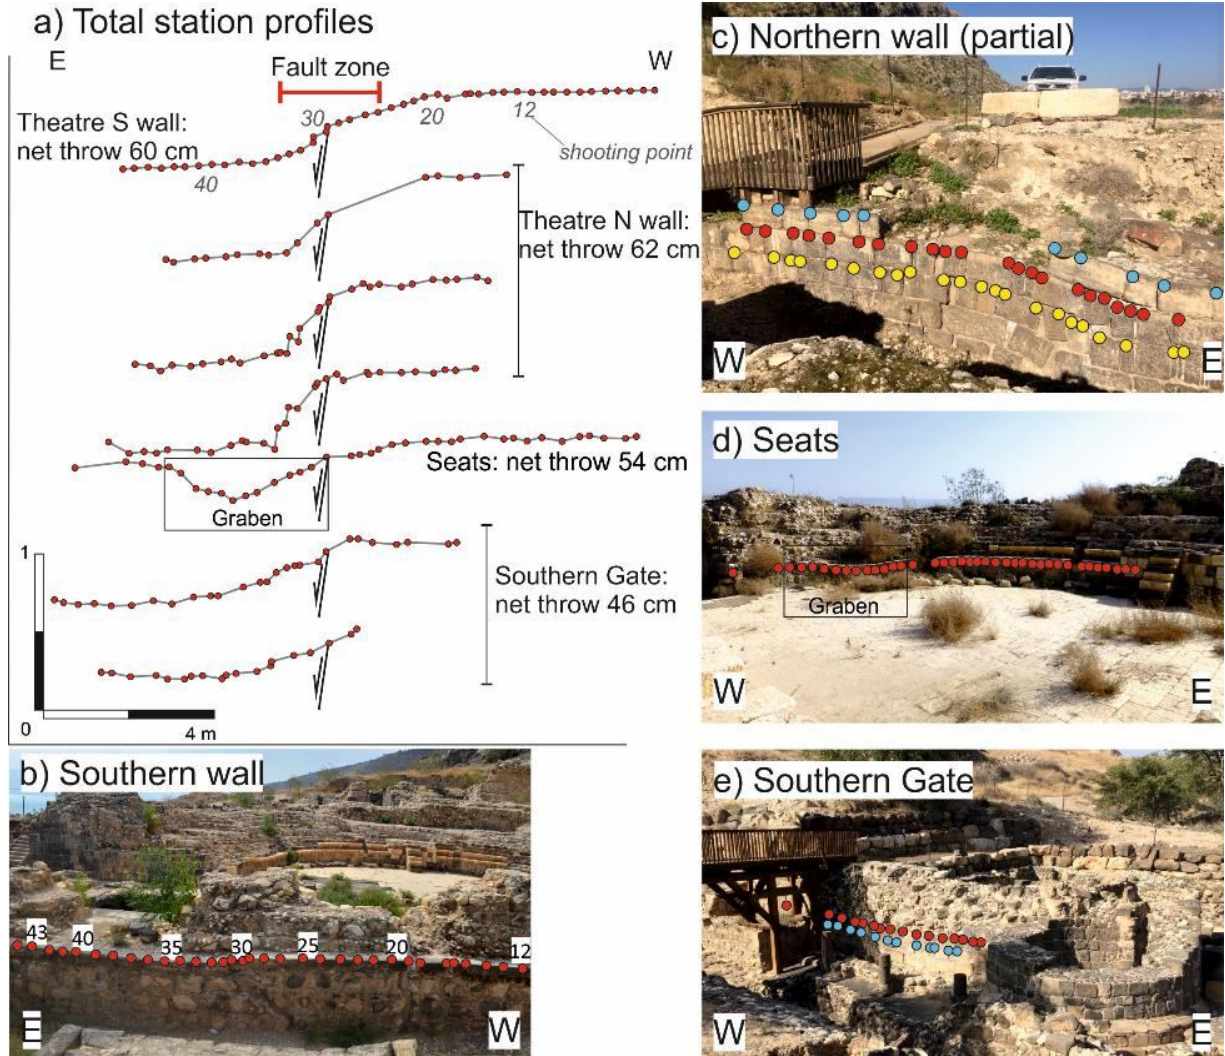 a) Total station profiles
E
W
Fault zone
Theatre S wall:
net throw 60 cm
30
20
12
shooting point
40
Theatre N wall:
net throw 62 cm
Seats: net throw 54 cm
Graben
1
Southern Gate:
net throw 46 cm
0
4 m
b) Southern wall
43
40
35
30
25
20
12
E
W
c) Northern wall (partial)
W
E
d) Seats
Graben
W
E
e) Southern Gate
W
E